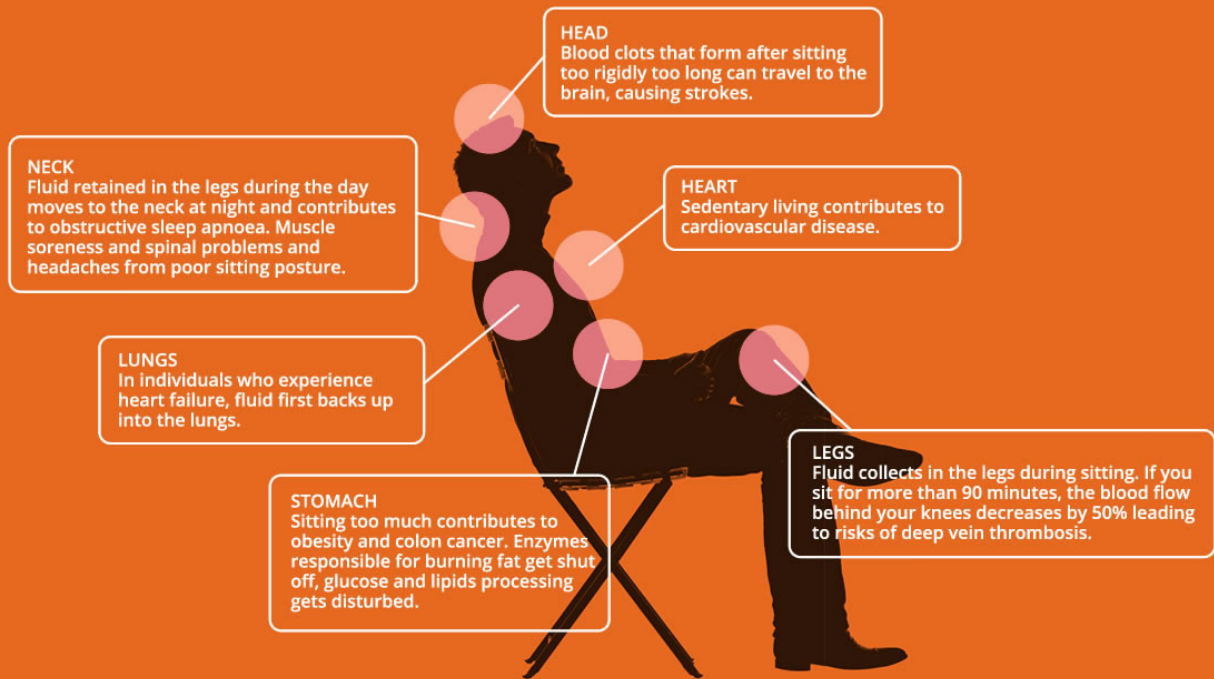 HEAD
Blood clots that form after sitting
too rigidly too long can travel to the
brain, causing strokes.
NECK
Fluid retained in the legs during the day
moves to the neck at night and contributes
to obstructive sleep apnoea. Muscle
soreness and spinal problems and
headaches from poor sitting posture.
HEART
Sedentary living contributes to
cardiovascular disease.
LUNGS
In individuals who experience
heart failure, fluid first backs up
into the lungs.
STOMACH
Sitting too much contributes to
obesity and colon cancer. Enzymes
responsible for burning fat get shut
off, glucose and lipids processing
gets disturbed.
LEGS
Fluid collects in the legs during sitting. If you
sit for more than 90 minutes, the blood flow
behind your knees decreases by 50% leading
to risks of deep vein thrombosis.